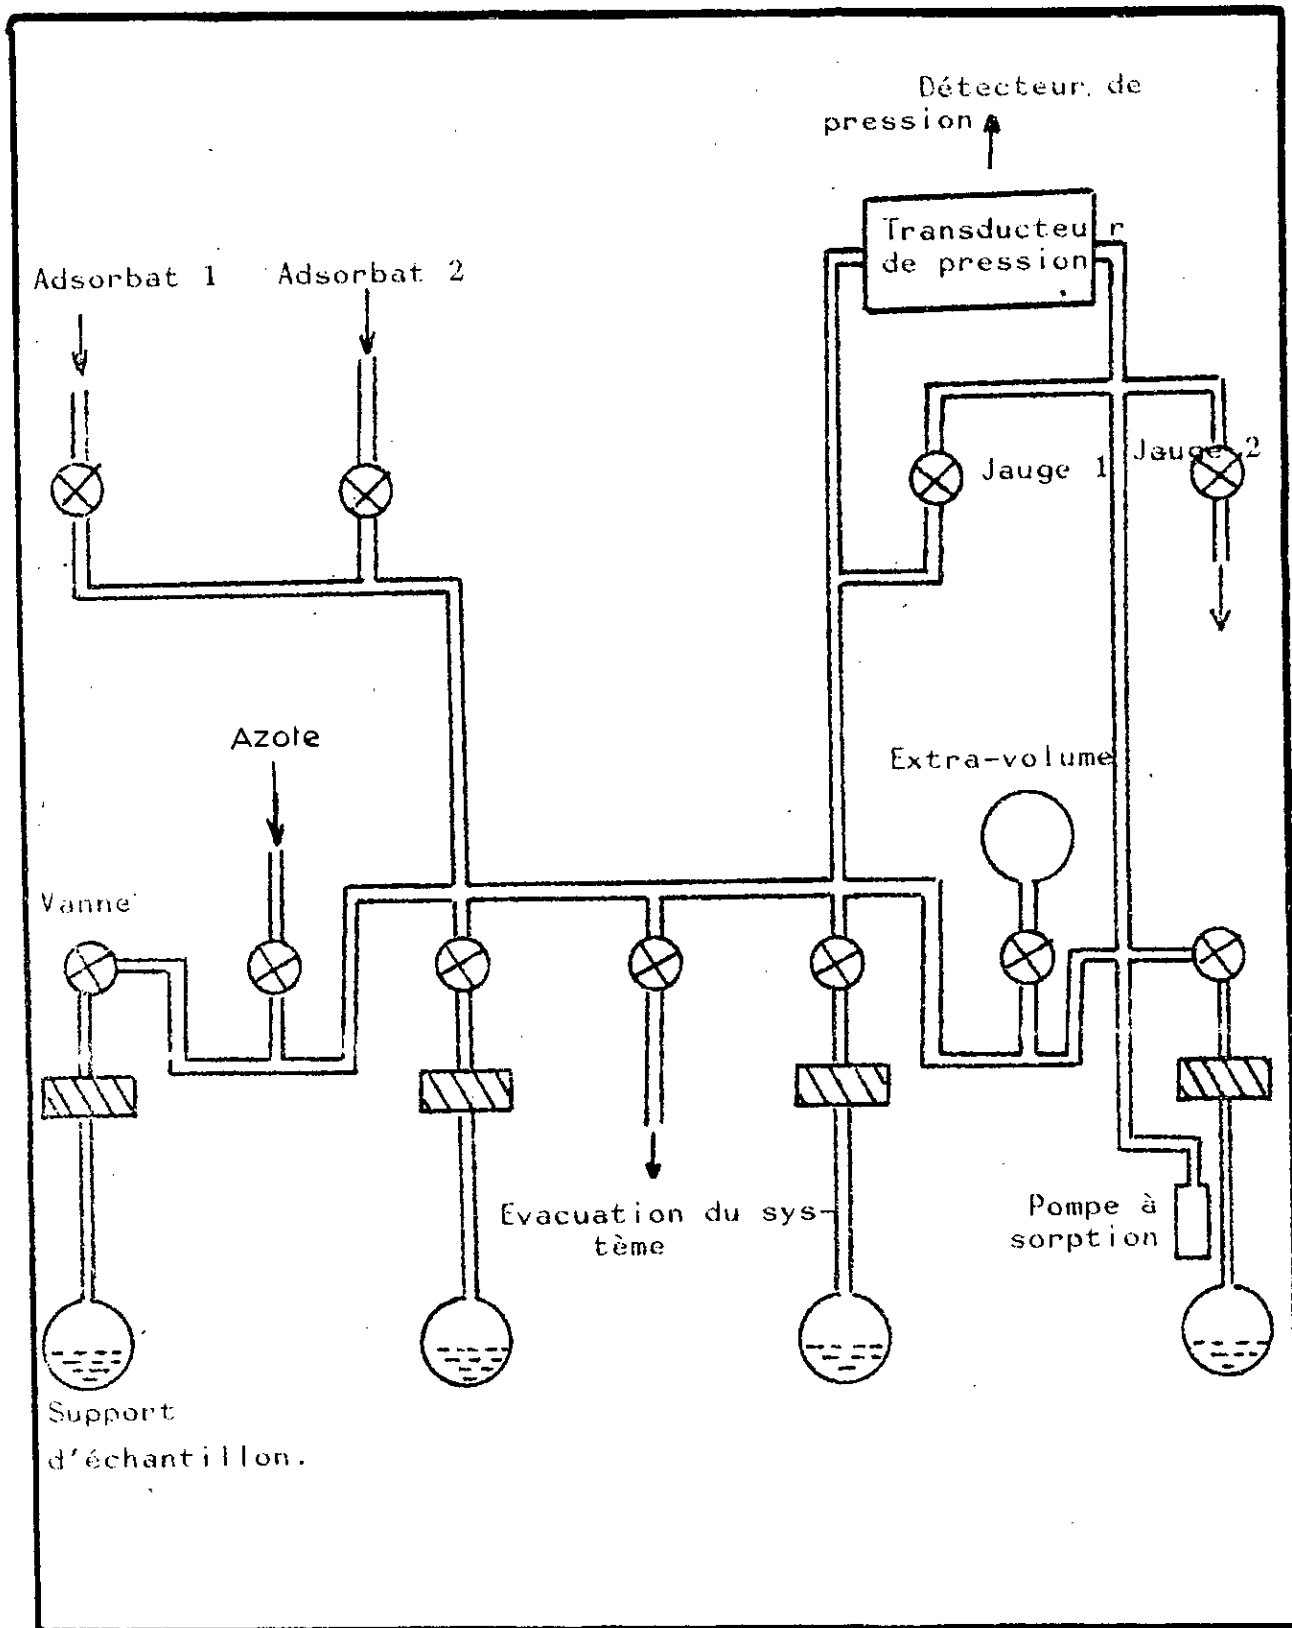 Détecteur de
pression
Transducteur
de pression
Adsorbat 1
Adsorbat 2
Jauge 1
Jauge 2
Azote
Extra-volume
Vanne
Evacuation du sys-
tème
Pompe à
sorption
Support
d'échantillon.